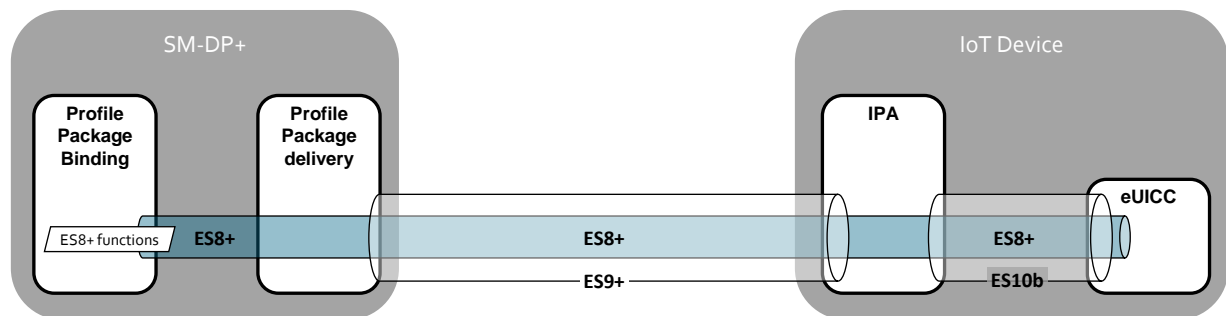 SM-DP+
IoT Device
Profile
Package
Binding
Profile
Package
delivery
IPA
eUICC
ES8+ functions
ES8+
ES8+
ES8+
ES9+
ES10b